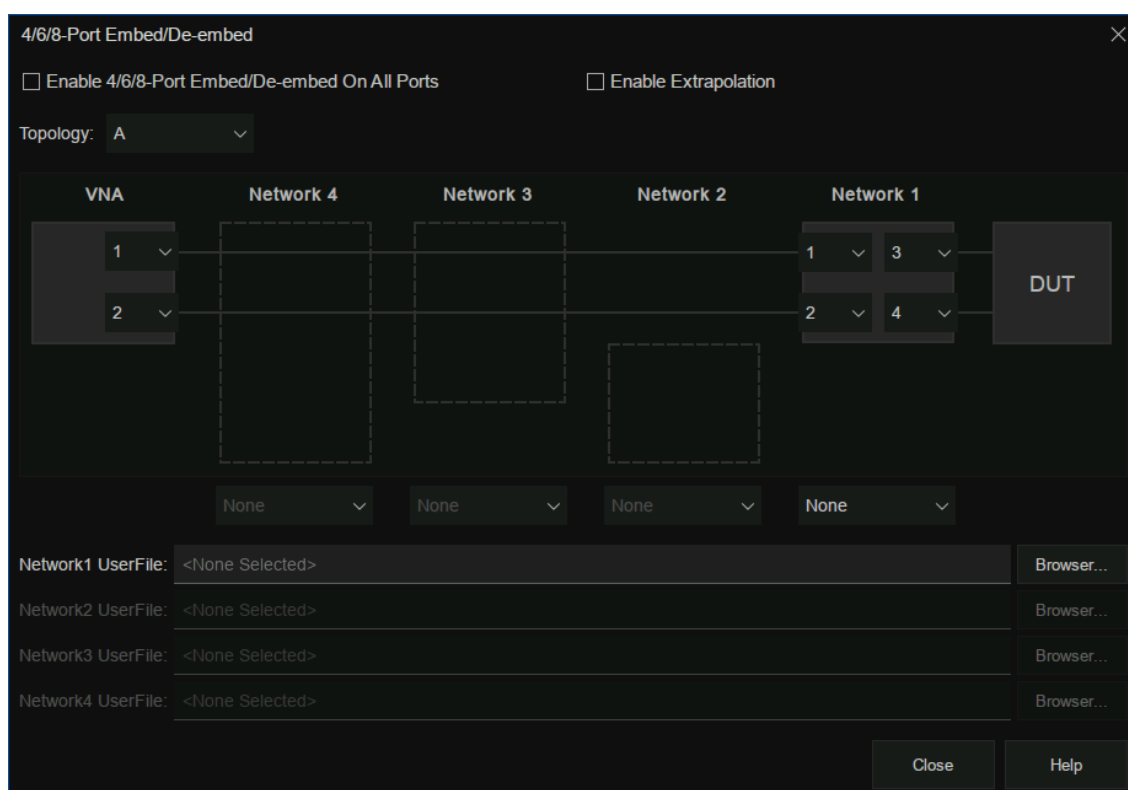 4/6/8-Port Embed/De-embed
Enable 4/6/8-Port Embed/De-embed On All Ports Enable Extrapolation
Topology: A
VNA Network 4 Network 3 Network 2 Network 1
1 1 3
DUT
2 2 4
None None None None
Network1 UserFile: <None Selected> Browser...
Network2 UserFile: <None Selected> Browser...
Network3 UserFile: <None Selected> Browser...
Network4 UserFile: <None Selected> Browser...
Close Help